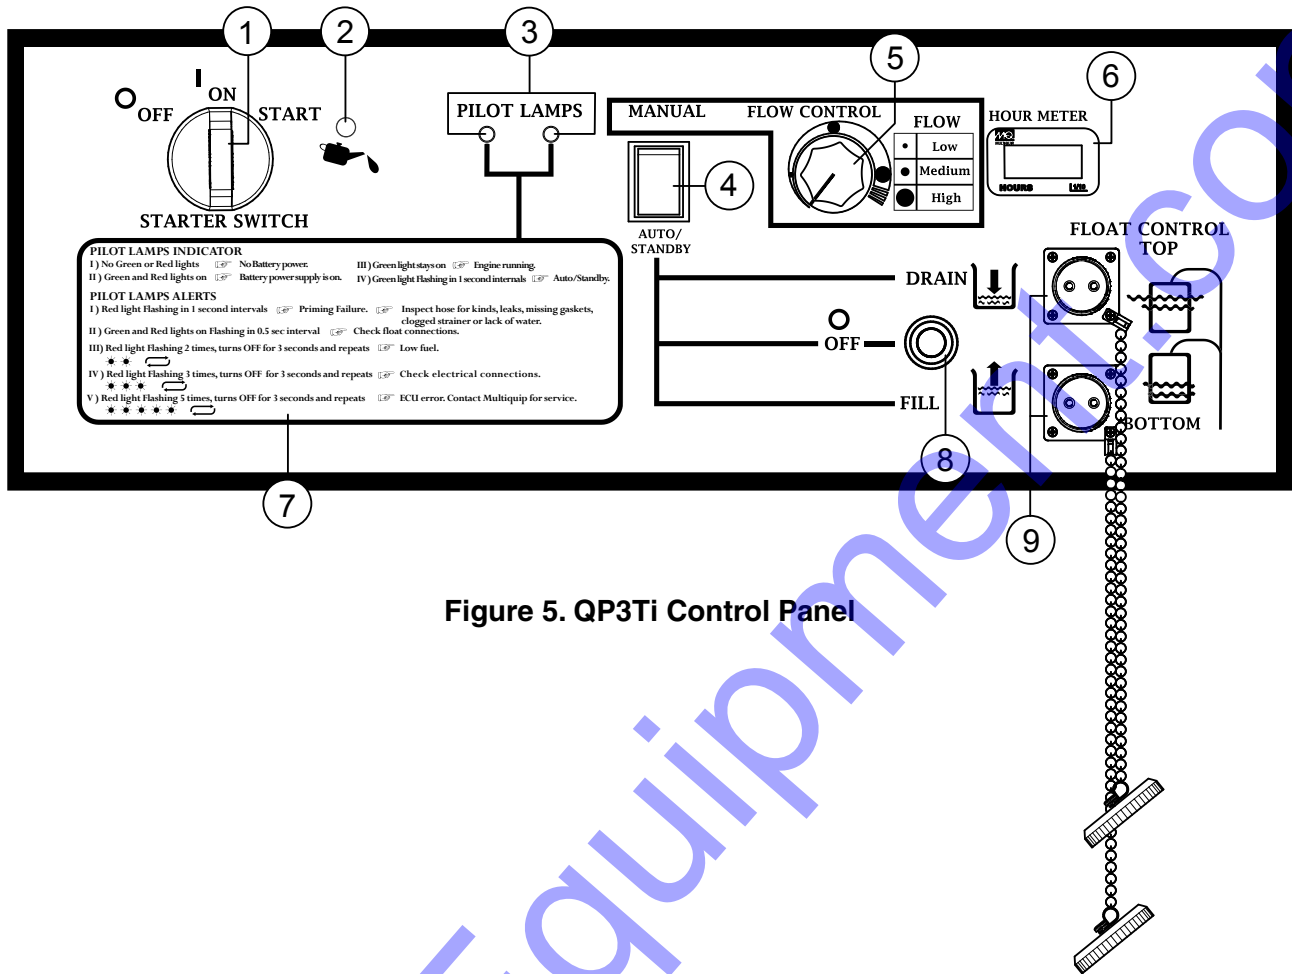 1
2
3
4
5
6
7
8
9
OFF
ON
START
STARTER SWITCH
PILOT LAMPS
MANUAL
FLOW CONTROL
FLOW
Low
Medium
High
HOUR METER
MQ
HOURS
AUTO/
STANDBY
DRAIN
OFF
FILL
FLOAT CONTROL
TOP
BOTTOM
PILOT LAMPS INDICATOR
I ) No Green or Red lights ☞ No Battery power.
II ) Green and Red lights on ☞ Battery power supply is on.
III ) Green light stays on ☞ Engine running.
IV ) Green light Flashing in 1 second internals ☞ Auto/Standby.
PILOT LAMPS ALERTS
I ) Red light Flashing in 1 second intervals ☞ Priming Failure. ☞ Inspect hose for kinds, leaks, missing gaskets,
clogged strainer or lack of water.
II ) Green and Red lights on Flashing in 0.5 sec interval ☞ Check float connections.
III) Red light Flashing 2 times, turns OFF for 3 seconds and repeats ☞ Low fuel.
IV ) Red light Flashing 3 times, turns OFF for 3 seconds and repeats ☞ Check electrical connections.
V ) Red light Flashing 5 times, turns OFF for 3 seconds and repeats ☞ ECU error. Contact Multiquip for service.
Figure 5. QP3Ti Control Panel
Equipment.co